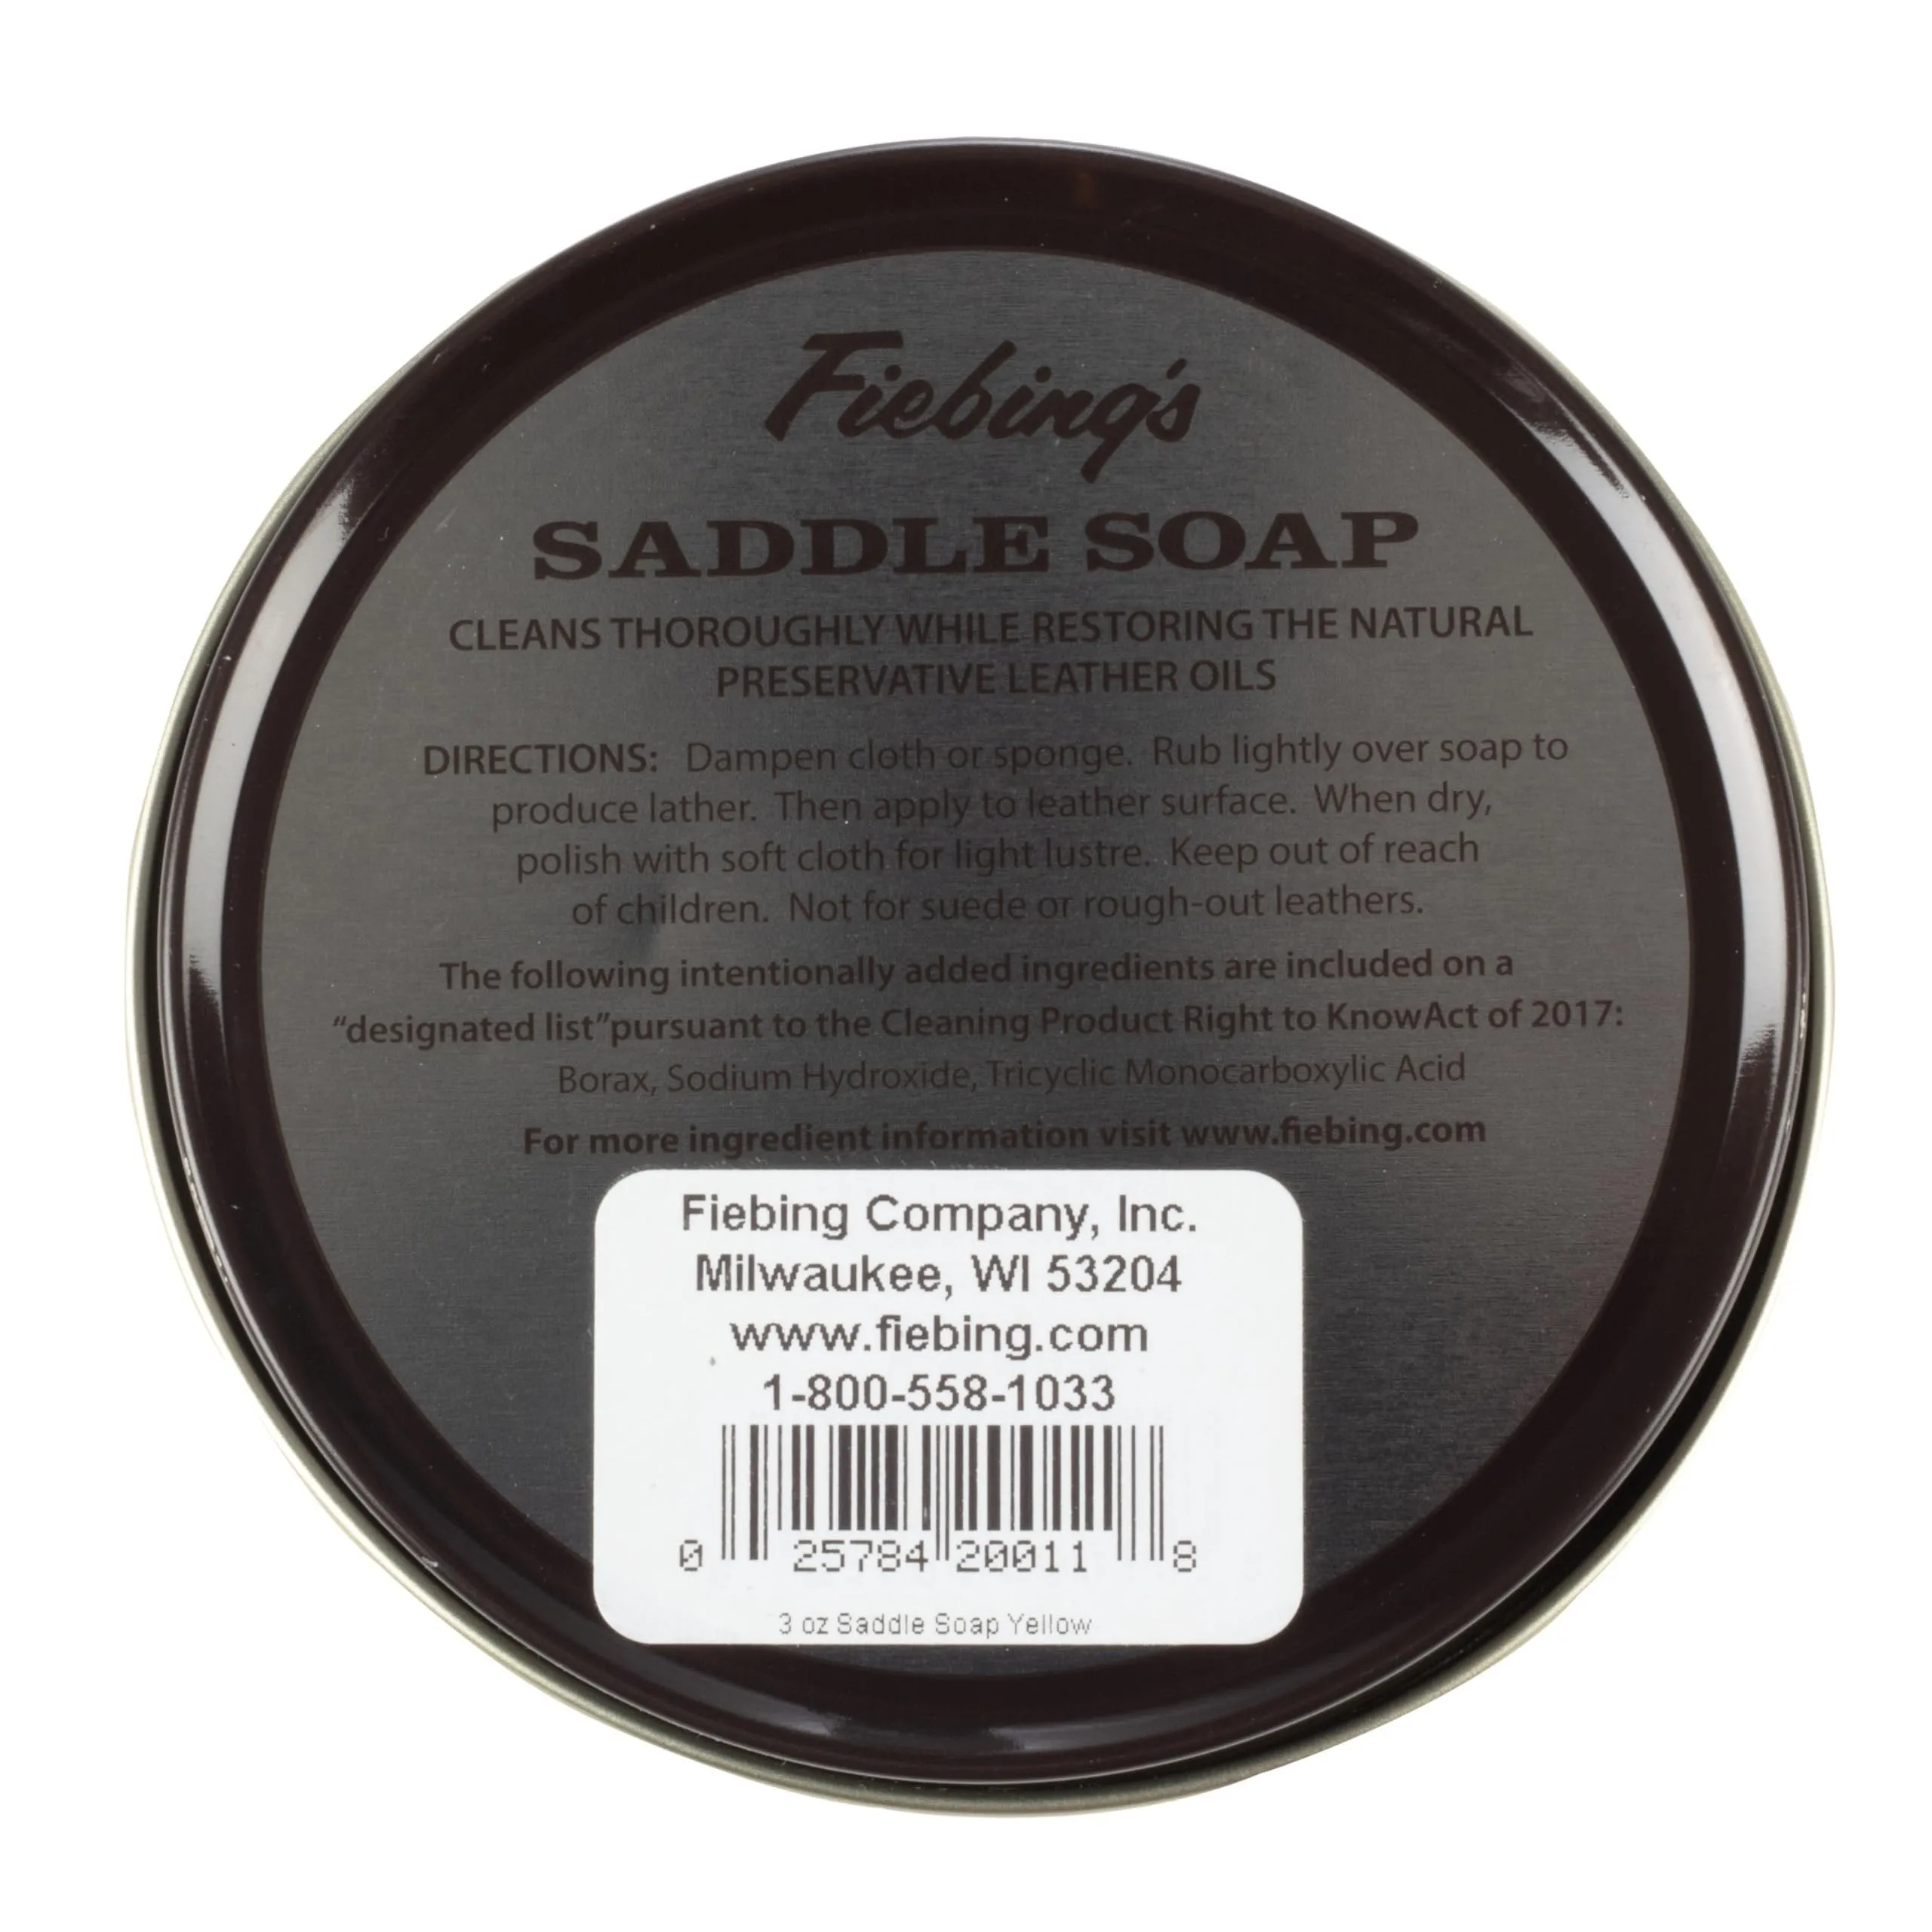 Fiebing's
SADDLE SOAP
CLEANS THOROUGHLY WHILE RESTORING THE NATURAL
PRESERVATIVE LEATHER OILS
DIRECTIONS: Dampen cloth or sponge. Rub lightly over soap to
produce lather. Then apply to leather surface. When dry,
polish with soft cloth for light lustre. Keep out of reach
of children. Not for suede or rough-out leathers.
The following intentionally added ingredients are included on a
“designated list”pursuant to the Cleaning Product Right to KnowAct of 2017:
Borax, Sodium Hydroxide, Tricyclic Monocarboxylic Acid
For more ingredient information visit www.fiebing.com
Fiebing Company, Inc.
Milwaukee, WI 53204
www.fiebing.com
1-800-558-1033
0 25784 20011 8
3 oz Saddle Soap Yellow